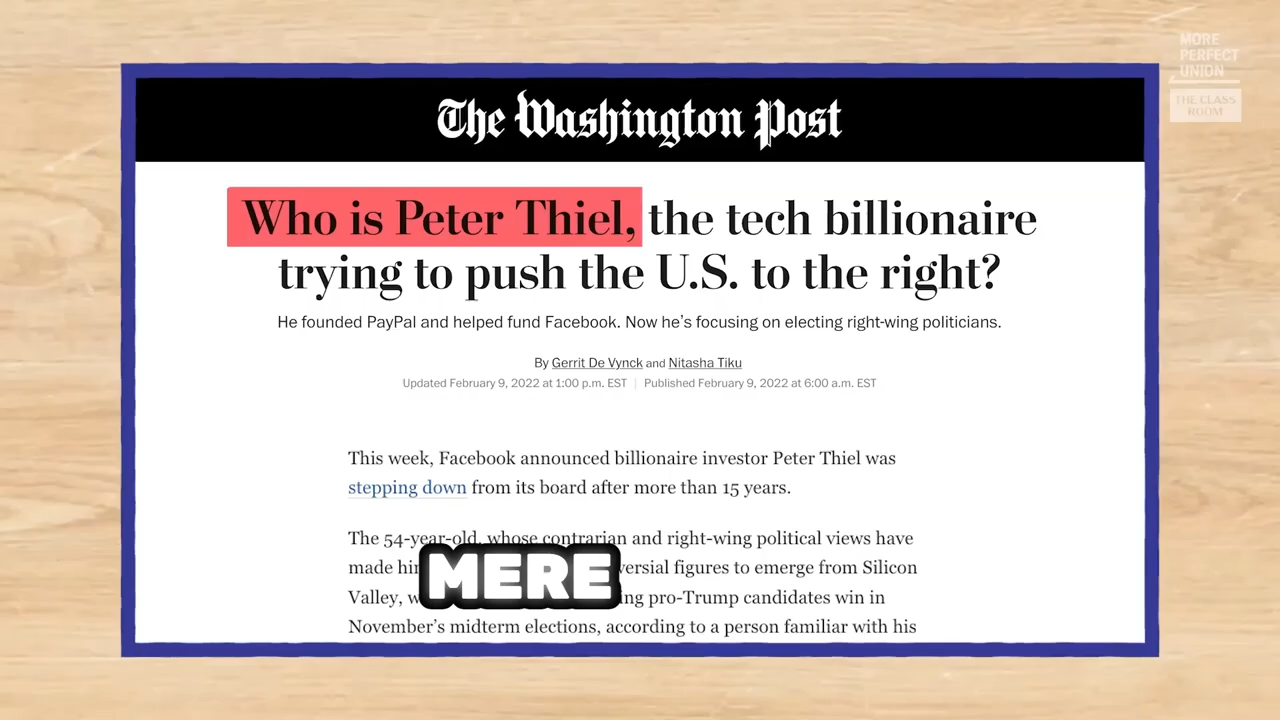 MORE
PERFECT
UNION
THE CLASS
ROOM
The Washington Post
Who is Peter Thiel, the tech billionaire
trying to push the U.S. to the right?
He founded PayPal and helped fund Facebook. Now he's focusing on electing right-wing politicians.
By Gerrit De Vynck and Nitasha Tiku
Updated February 9, 2022 at 1:00 p.m. EST | Published February 9, 2022 at 6:00 a.m. EST
This week, Facebook announced billionaire investor Peter Thiel was
stepping down from its board after more than 15 years.
The 54-year-old, whose contrarian and right-wing political views have
made figures to emerge from Silicon
Valley, pro-Trump candidates win in
November's midterm elections, according to a person familiar with his
MERE